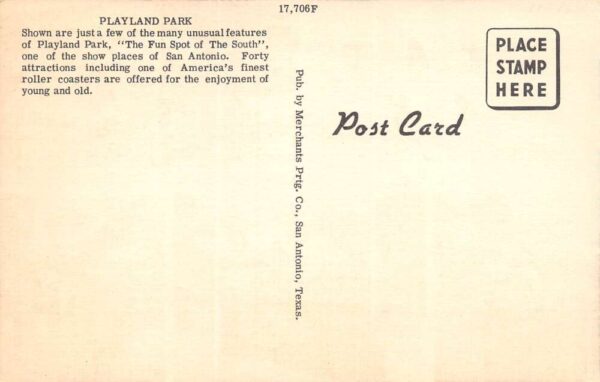 17,706F
PLAYLAND PARK
Shown are just a few of the many unusual features
of Playland Park, "The Fun Spot of The South",
one of the show places of San Antonio. Forty
attractions including one of America's finest
roller coasters are offered for the enjoyment of
young and old.
Pub. by Merchants Prtg. Co., San Antonio, Texas.
Post Card
PLACE
STAMP
HERE